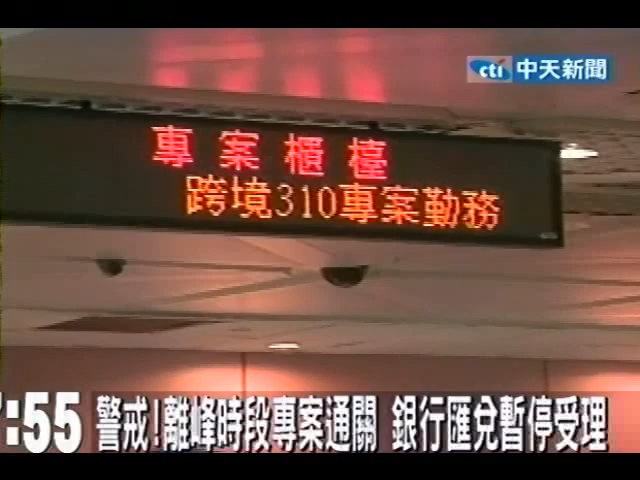 cti 中天新聞
專案櫃檯
跨境310專案勤務
:55
警戒!離峰時段專案通關 銀行匯兌暫停受理